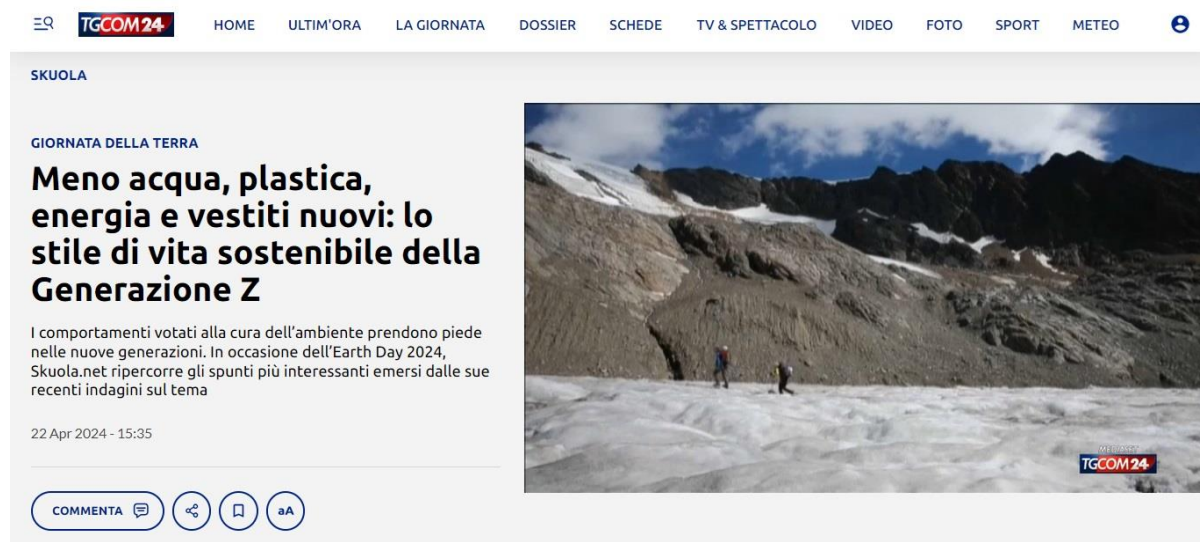 TGCOM24 HOME ULTIM'ORA LA GIORNATA DOSSIER SCHEDE TV & SPETTACOLO VIDEO FOTO SPORT METEO
SKUOLA
GIORNATA DELLA TERRA
Meno acqua, plastica,
energia e vestiti nuovi: lo
stile di vita sostenibile della
Generazione Z
I comportamenti votati alla cura dell’ambiente prendono piede
nelle nuove generazioni. In occasione dell’Earth Day 2024,
Skuola.net ripercorre gli spunti più interessanti emersi dalle sue
recenti indagini sul tema
22 Apr 2024 - 15:35
COMMENTA
aA
MEDIASET
TGCOM24